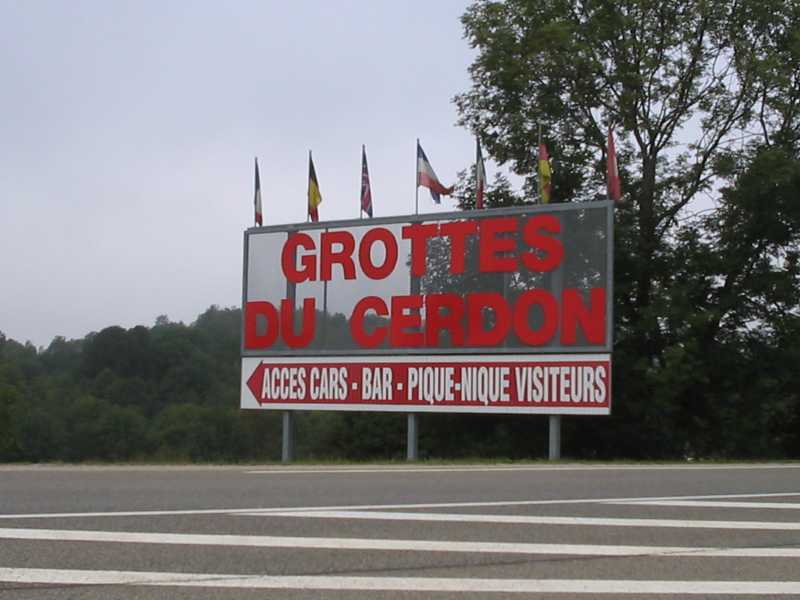 GROTTES
DU CERDON
ACCES CARS - BAR - PIQUE-NIQUE VISITEURS